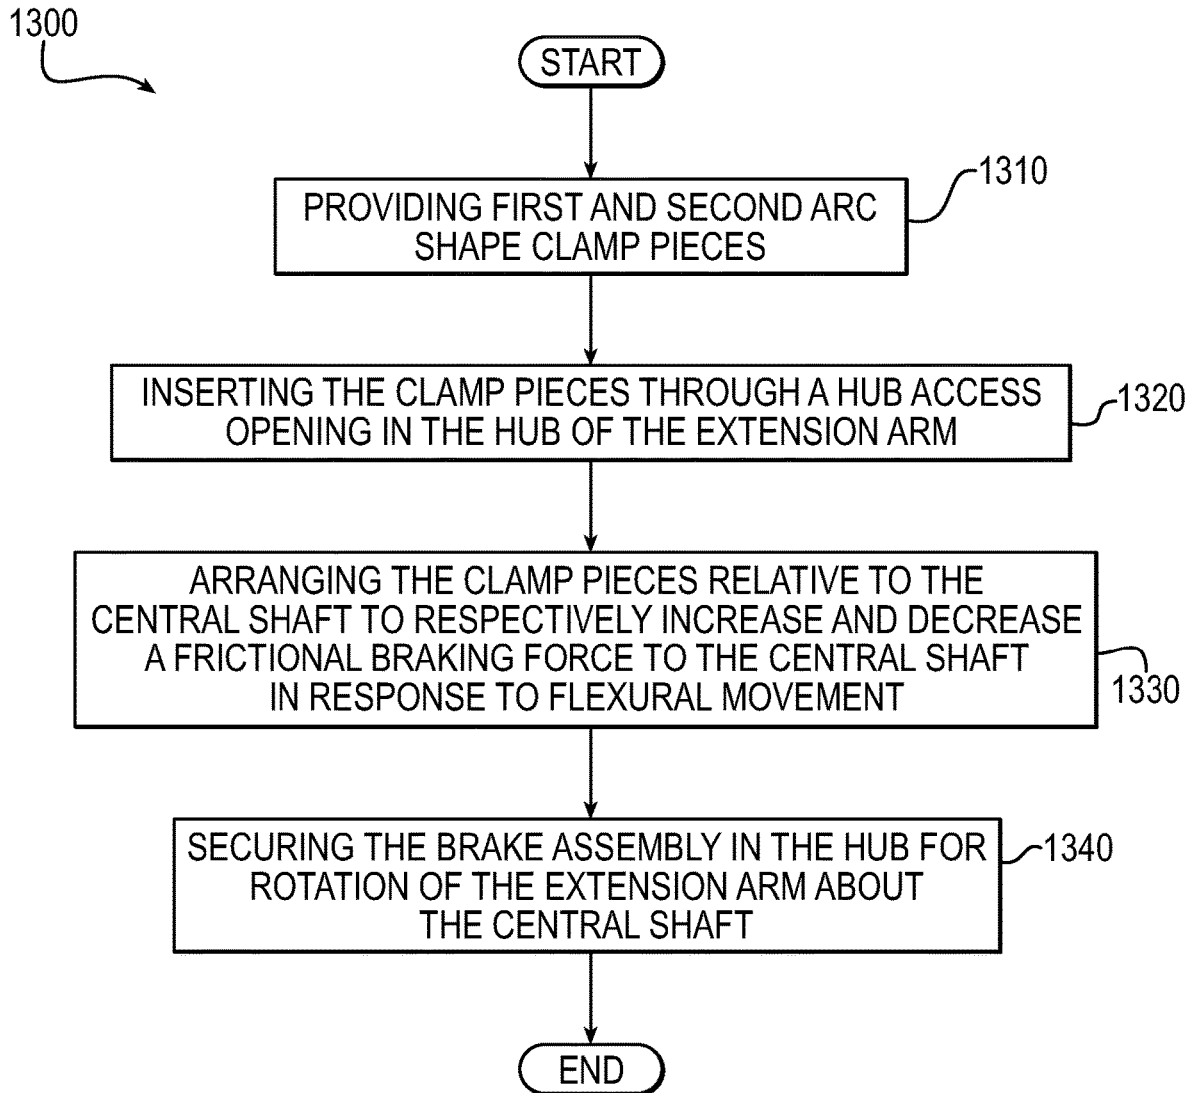 1300
START
1310
PROVIDING FIRST AND SECOND ARC
SHAPE CLAMP PIECES
INSERTING THE CLAMP PIECES THROUGH A HUB ACCESS
OPENING IN THE HUB OF THE EXTENSION ARM
1320
ARRANGING THE CLAMP PIECES RELATIVE TO THE
CENTRAL SHAFT TO RESPECTIVELY INCREASE AND DECREASE
A FRICTIONAL BRAKING FORCE TO THE CENTRAL SHAFT
IN RESPONSE TO FLEXURAL MOVEMENT
1330
SECURING THE BRAKE ASSEMBLY IN THE HUB FOR
ROTATION OF THE EXTENSION ARM ABOUT
THE CENTRAL SHAFT
1340
END